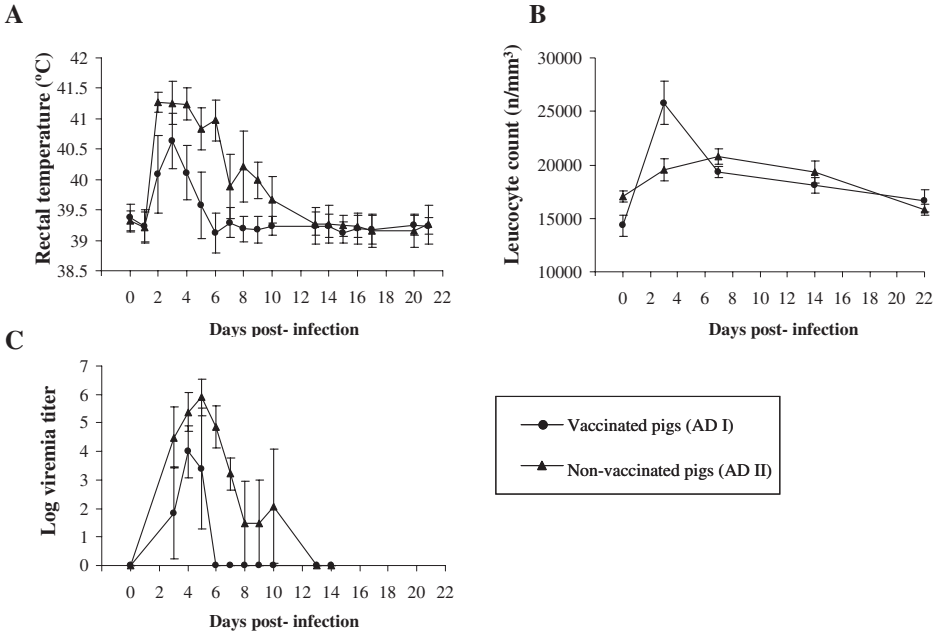 A
Rectal temperature (°C)
42
41.5
41
40.5
40
39.5
39
38.5
0 2 4 6 8 10 12 14 16 18 20 22
Days post- infection
B
Leucocyte count (n/mm³)
30000
25000
20000
15000
10000
0 2 4 6 8 10 12 14 16 18 20 22
Days post- infection
C
Log viremia titer
7
6
5
4
3
2
1
0
0 2 4 6 8 10 12 14 16 18 20 22
Days post- infection
Vaccinated pigs (AD I)
Non-vaccinated pigs (AD II)